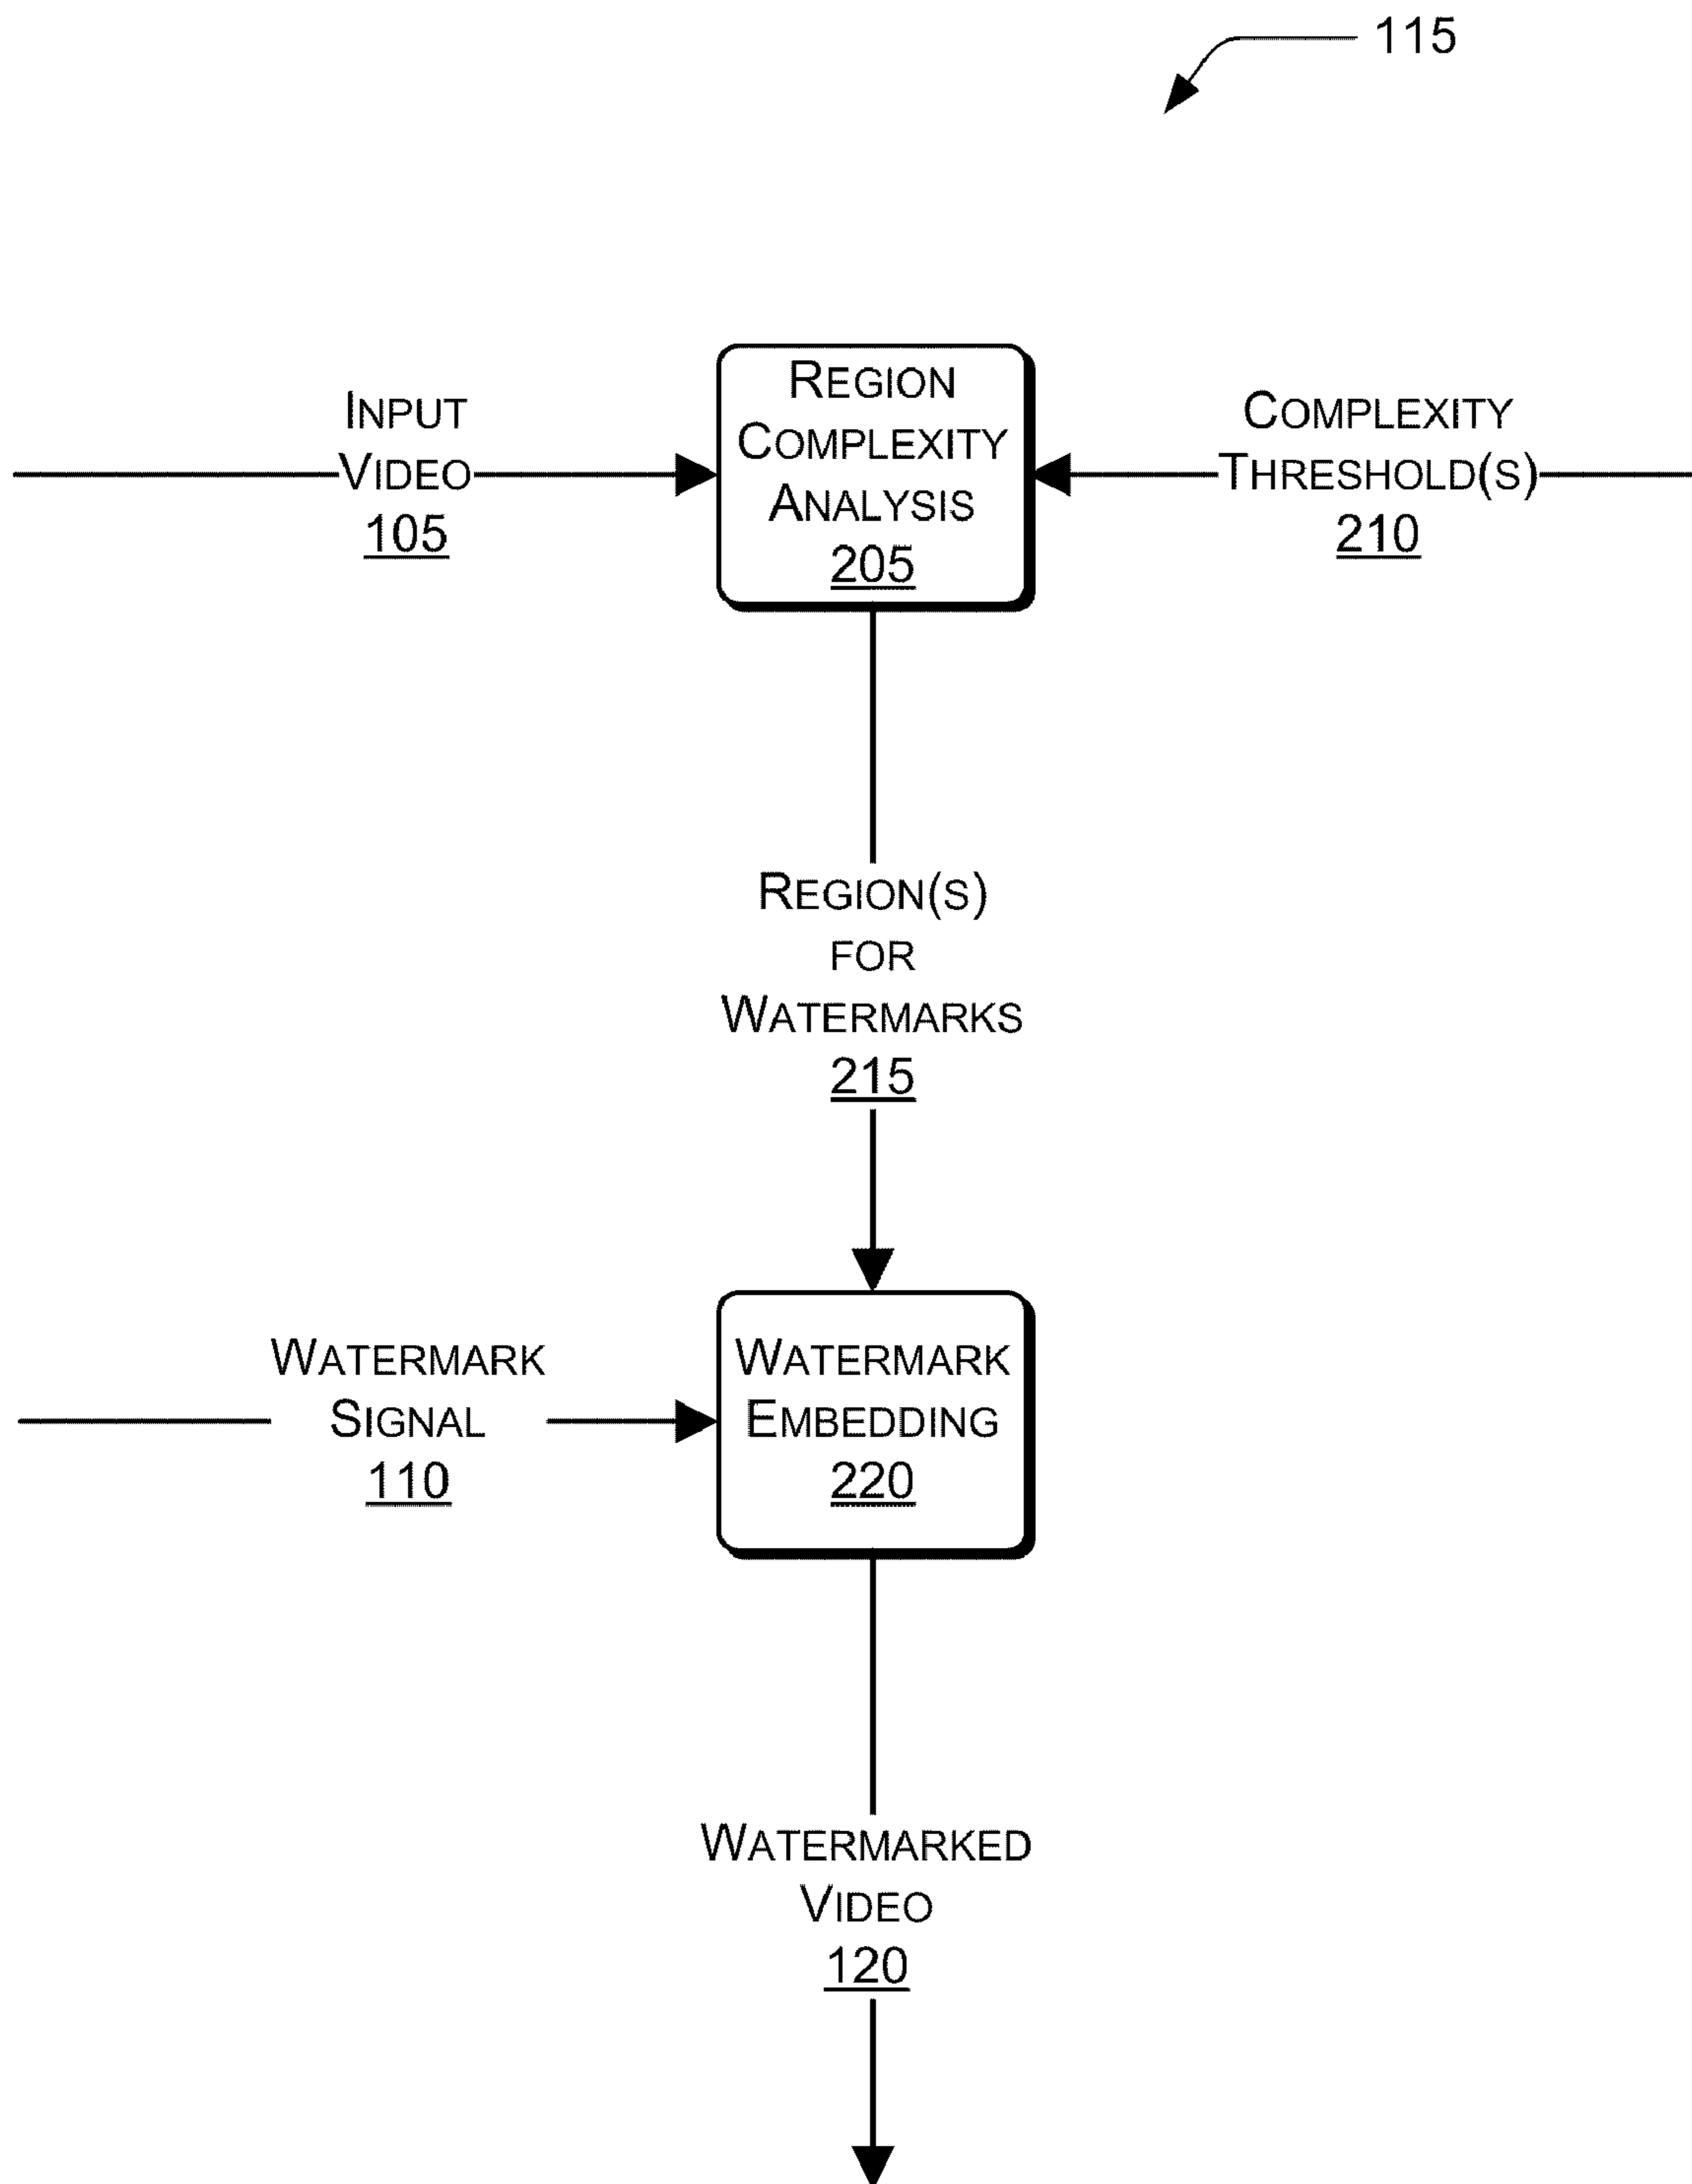 115
INPUT
VIDEO
105
REGION
COMPLEXITY
ANALYSIS
205
COMPLEXITY
THRESHOLD(S)
210
REGION(S)
FOR
WATERMARKS
215
WATERMARK
SIGNAL
110
WATERMARK
EMBEDDING
220
WATERMARKED
VIDEO
120